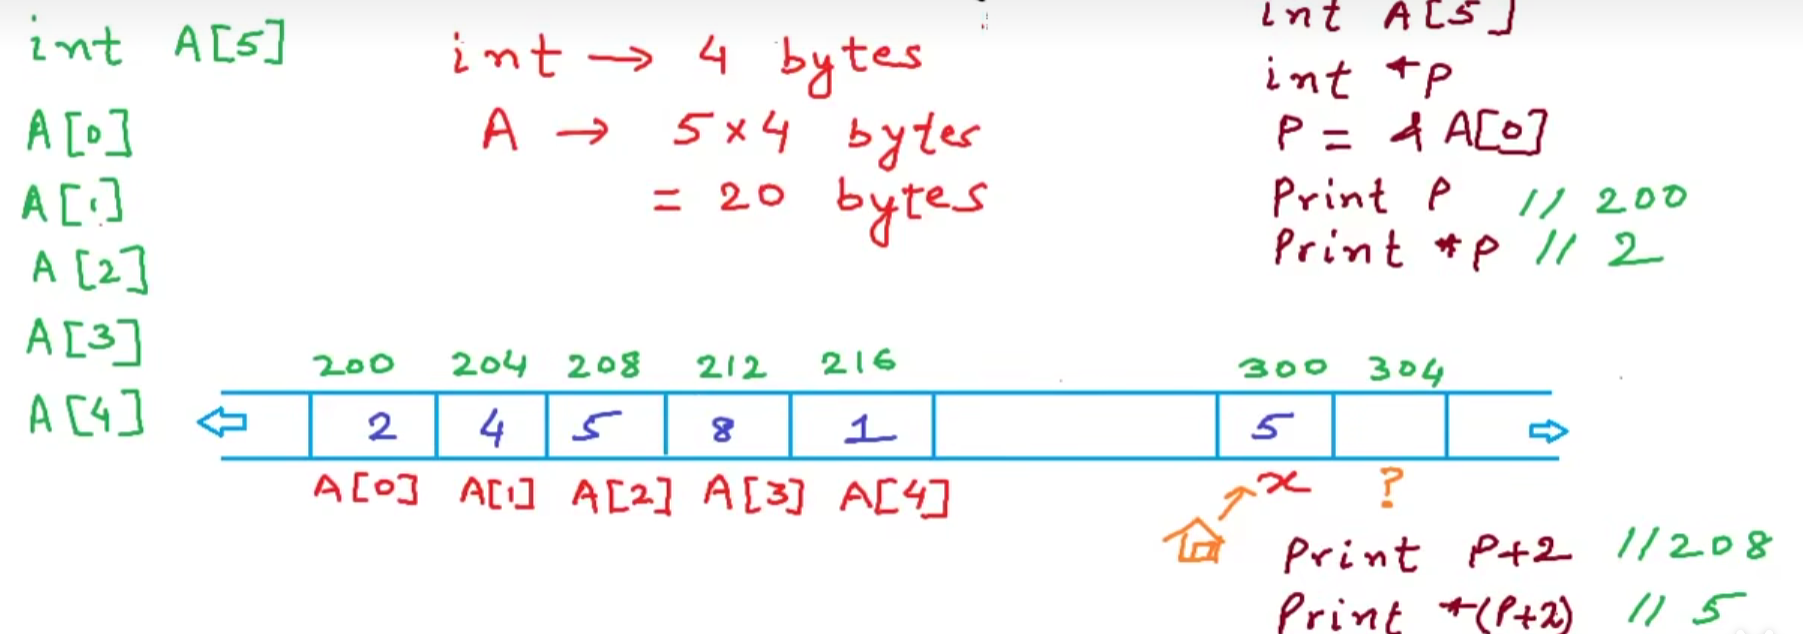 int A[5]
A[0]
A[1]
A[2]
A[3]
A[4]
int → 4 bytes
A → 5×4 bytes
= 20 bytes
int A[5]
int *p
P = &A[0]
Print P // 200
Print *p // 2
200 204 208 212 216 300 304
2 4 5 8 1 5
A[0] A[1] A[2] A[3] A[4] x ?
Print P+2 //208
Print *(P+2) // 5